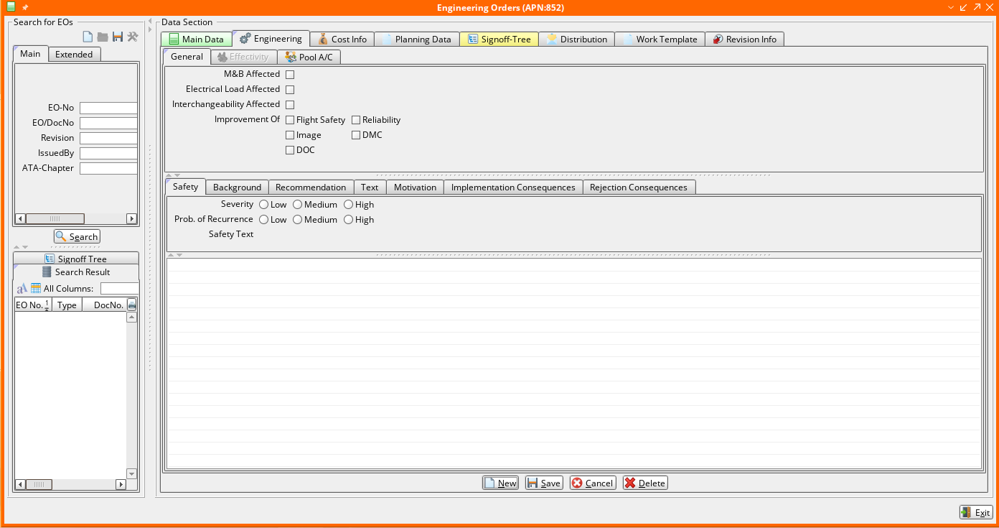 Engineering Orders (APN:852)
Search for EOs
Main Extended
EO-No
EO/DocNo
Revision
IssuedBy
ATA-Chapter
Search
Signoff Tree
Search Result
All Columns:
EO No. 1 Type DocNo.
Data Section
Main Data Engineering Cost Info Planning Data Signoff-Tree Distribution Work Template Revision Info
General Effectivity Pool A/C
M&B Affected
Electrical Load Affected
Interchangeability Affected
Improvement Of Flight Safety Reliability
Image DMC
DOC
Safety Background Recommendation Text Motivation Implementation Consequences Rejection Consequences
Severity Low Medium High
Prob. of Recurrence Low Medium High
Safety Text
New Save Cancel Delete
Exit